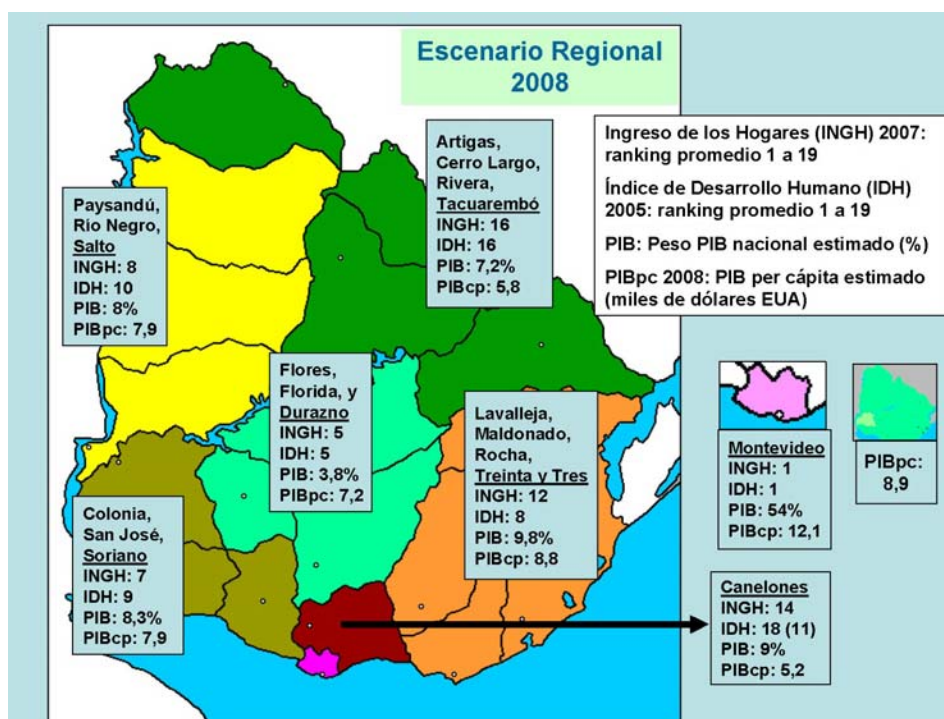 Escenario Regional
2008
Ingreso de los Hogares (INGH) 2007:
ranking promedio 1 a 19
Índice de Desarrollo Humano (IDH)
2005: ranking promedio 1 a 19
PIB: Peso PIB nacional estimado (%)
PIBpc 2008: PIB per cápita estimado
(miles de dólares EUA)
Artigas,
Cerro Largo,
Rivera,
Tacuarembó
INGH: 16
IDH: 16
PIB: 7,2%
PIBcp: 5,8
Paysandú,
Río Negro,
Salto
INGH: 8
IDH: 10
PIB: 8%
PIBpc: 7,9
Flores,
Florida, y
Durazno
INGH: 5
IDH: 5
PIB: 3,8%
PIBpc: 7,2
Lavalleja,
Maldonado,
Rocha,
Treinta y Tres
INGH: 12
IDH: 8
PIB: 9,8%
PIBcp: 8,8
Montevideo
INGH: 1
IDH: 1
PIB: 54%
PIBcp: 12,1
PIBpc:
8,9
Colonia,
San José,
Soriano
INGH: 7
IDH: 9
PIB: 8,3%
PIBcp: 7,9
Canelones
INGH: 14
IDH: 18 (11)
PIB: 9%
PIBcp: 5,2